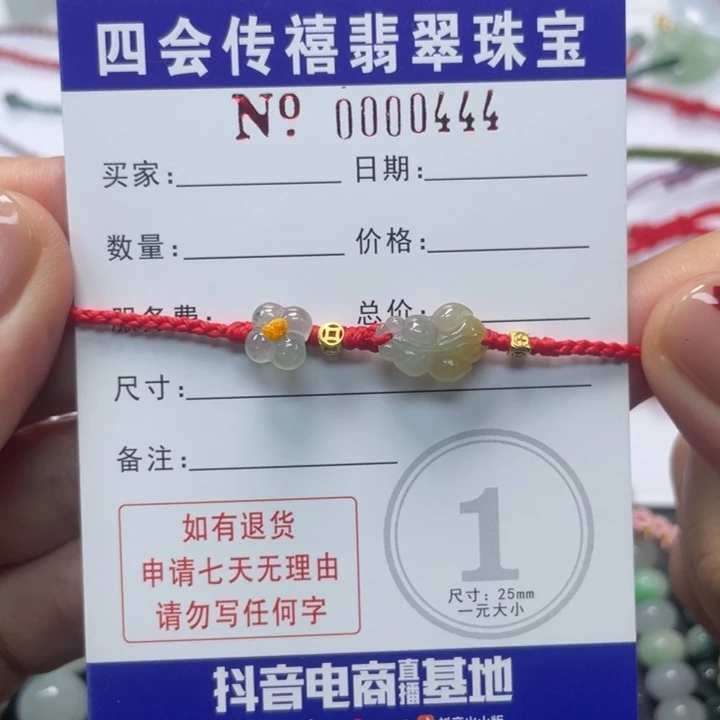 四会传禧翡翠珠宝
Nº 0000444
买家: 日期:
数量: 价格:
服务费: 总价:
尺寸:
备注:
如有退货
申请七天无理由
请勿写任何字
1
尺寸: 25mm
一元大小
抖音电商直播基地